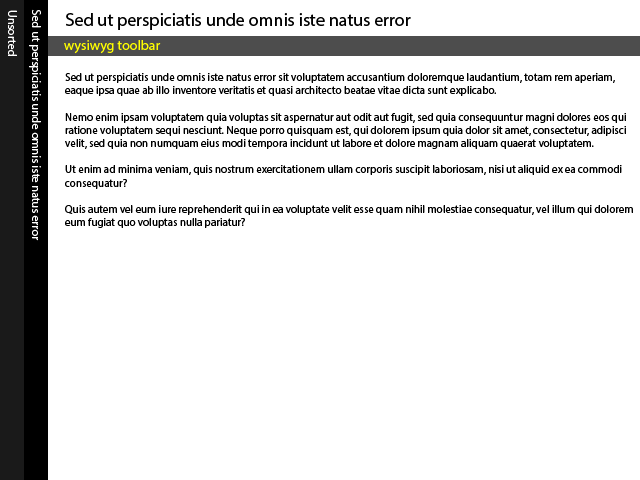 Unsorted
Sed ut perspiciatis unde omnis iste natus error
Sed ut perspiciatis unde omnis iste natus error
wysiwyg toolbar
Sed ut perspiciatis unde omnis iste natus error sit voluptatem accusantium doloremque laudantium, totam rem aperiam,
eaque ipsa quae ab illo inventore veritatis et quasi architecto beatae vitae dicta sunt explicabo.
Nemo enim ipsam voluptatem quia voluptas sit aspernatur aut odit aut fugit, sed quia consequuntur magni dolores eos qui
ratione voluptatem sequi nesciunt. Neque porro quisquam est, qui dolorem ipsum quia dolor sit amet, consectetur, adipisci
velit, sed quia non numquam eius modi tempora incidunt ut labore et dolore magnam aliquam quaerat voluptatem.
Ut enim ad minima veniam, quis nostrum exercitationem ullam corporis suscipit laboriosam, nisi ut aliquid ex ea commodi
consequatur?
Quis autem vel eum iure reprehenderit qui in ea voluptate velit esse quam nihil molestiae consequatur, vel illum qui dolorem
eum fugiat quo voluptas nulla pariatur?